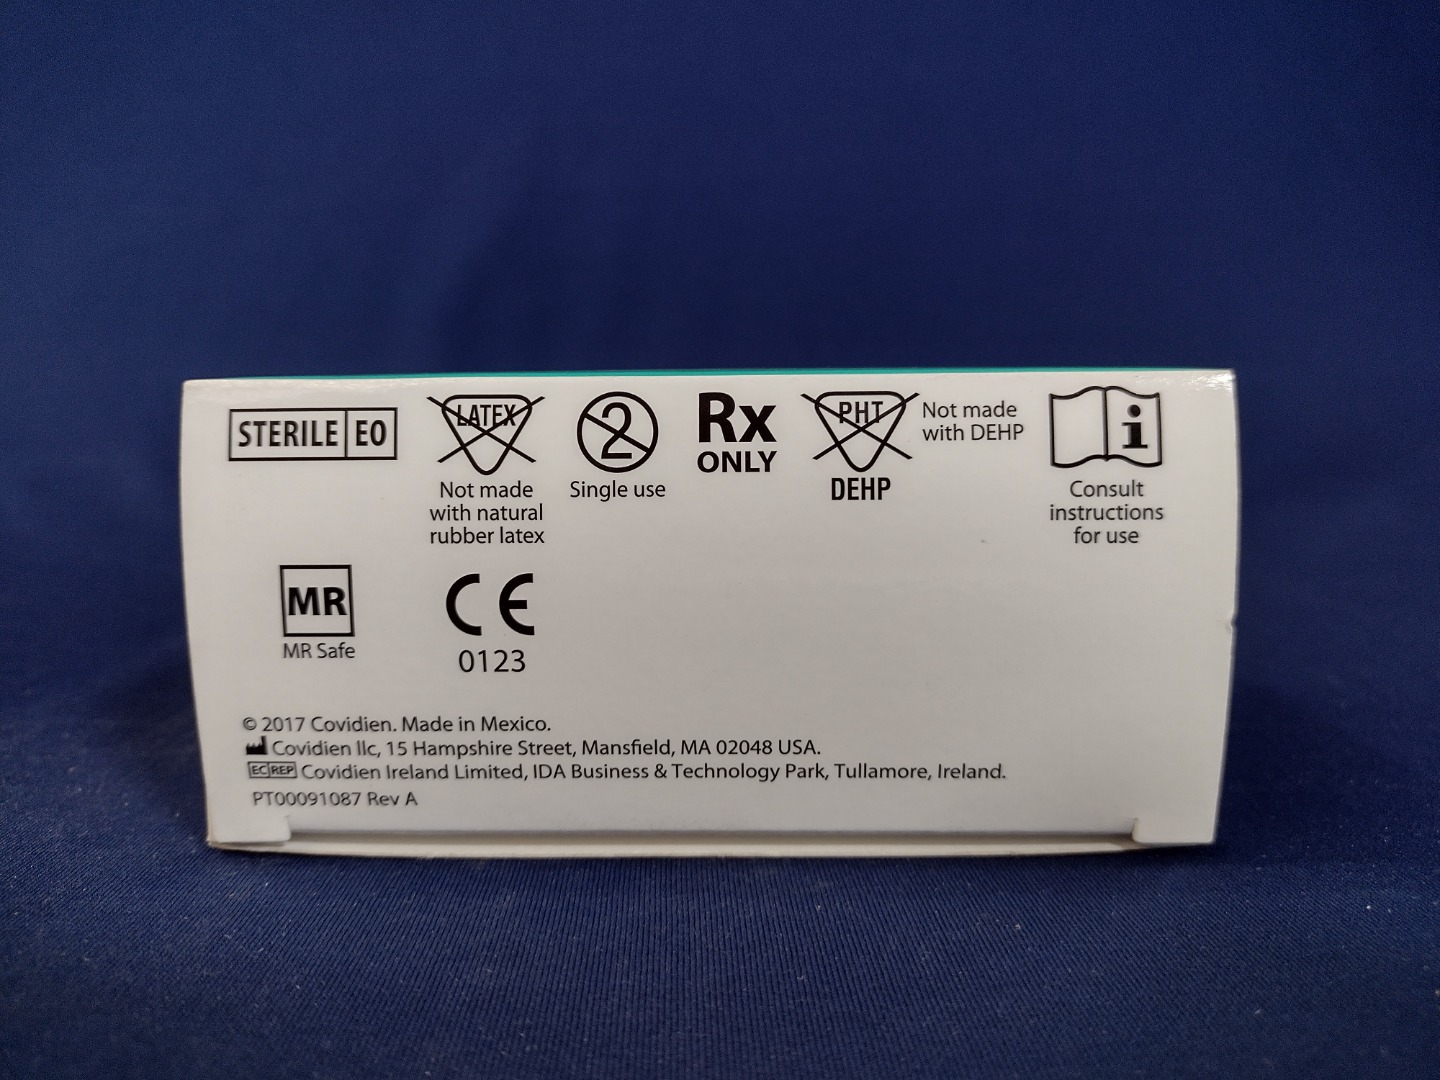 STERILE EO
LATEX
Not made
with natural
rubber latex
2
Single use
Rx
ONLY
PHT
DEHP
Not made
with DEHP
i
Consult
instructions
for use
MR
MR Safe
CE
0123
© 2017 Covidien. Made in Mexico.
Covidien llc, 15 Hampshire Street, Mansfield, MA 02048 USA.
EC REP Covidien Ireland Limited, IDA Business & Technology Park, Tullamore, Ireland.
PT00091087 Rev A